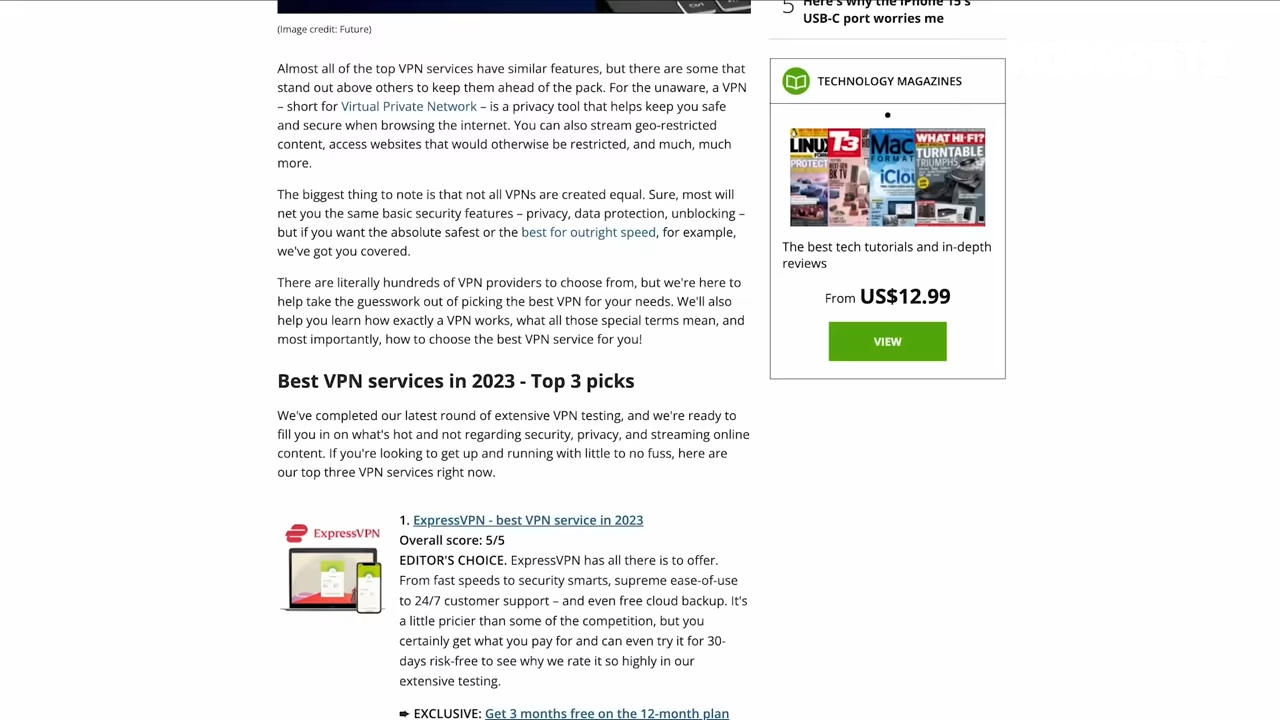 (Image credit: Future)
Almost all of the top VPN services have similar features, but there are some that
stand out above others to keep them ahead of the pack. For the unaware, a VPN
– short for Virtual Private Network – is a privacy tool that helps keep you safe
and secure when browsing the internet. You can also stream geo-restricted
content, access websites that would otherwise be restricted, and much, much
more.
The biggest thing to note is that not all VPNs are created equal. Sure, most will
net you the same basic security features – privacy, data protection, unblocking –
but if you want the absolute safest or the best for outright speed, for example,
we've got you covered.
There are literally hundreds of VPN providers to choose from, but we're here to
help take the guesswork out of picking the best VPN for your needs. We'll also
help you learn how exactly a VPN works, what all those special terms mean, and
most importantly, how to choose the best VPN service for you!
Best VPN services in 2023 - Top 3 picks
We've completed our latest round of extensive VPN testing, and we're ready to
fill you in on what's hot and not regarding security, privacy, and streaming online
content. If you're looking to get up and running with little to no fuss, here are
our top three VPN services right now.
ExpressVPN
1. ExpressVPN - best VPN service in 2023
Overall score: 5/5
EDITOR'S CHOICE. ExpressVPN has all there is to offer.
From fast speeds to security smarts, supreme ease-of-use
to 24/7 customer support – and even free cloud backup. It's
a little pricier than some of the competition, but you
certainly get what you pay for and can even try it for 30-
days risk-free to see why we rate it so highly in our
extensive testing.
➨ EXCLUSIVE: Get 3 months free on the 12-month plan
5 Here's why the iPhone 15's
USB-C port worries me
TECHNOLOGY MAGAZINES
LINUX
PROTECT
T3
8K TV
Mac
FORMAT
iClou
WHAT HI-FI?
TURNTABLE
TRIUMPHS
The best tech tutorials and in-depth
reviews
From US$12.99
VIEW